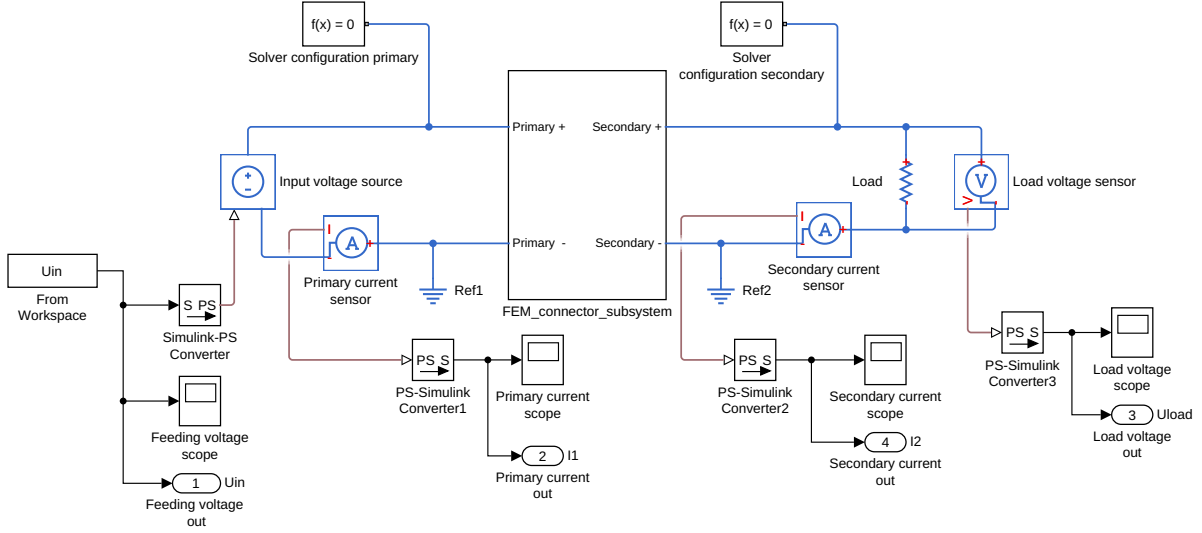 f(x) = 0
Solver configuration primary
f(x) = 0
Solver
configuration secondary
Primary +
Secondary +
Primary -
Secondary -
FEM_connector_subsystem
+
-
Input voltage source
I
A
+
-
Primary current
sensor
Ref1
Uin
From
Workspace
S PS
Simulink-PS
Converter
Feeding voltage
scope
1
Uin
Feeding voltage
out
PS S
PS-Simulink
Converter1
Primary current
scope
2
I1
Primary current
out
Load
+
+
V
V
-
Load voltage sensor
I
A
+
-
Secondary current
sensor
Ref2
PS S
PS-Simulink
Converter2
Secondary current
scope
4
I2
Secondary current
out
PS S
PS-Simulink
Converter3
Load voltage
scope
3
Uload
Load voltage
out